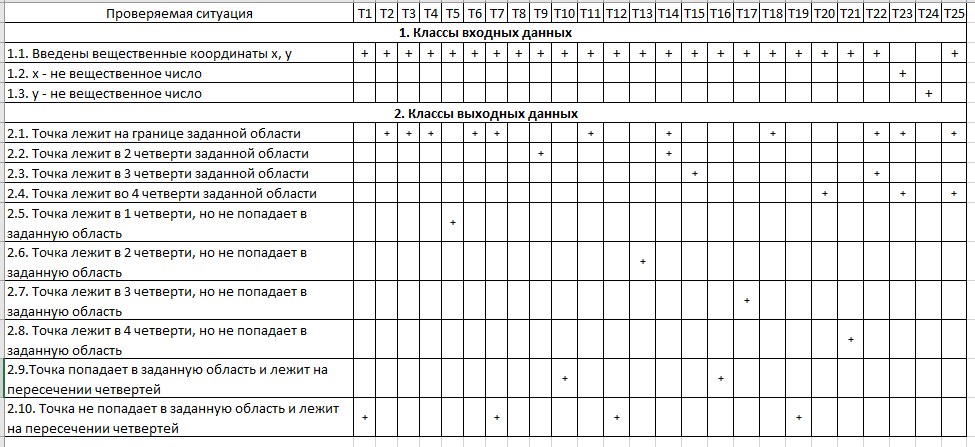 Проверяемая ситуация T1 T2 T3 T4 T5 T6 T7 T8 T9 T10 T11 T12 T13 T14 T15 T16 T17 T18 T19 T20 T21 T22 T23 T24 T25
1. Классы входных данных
1.1. Введены вещественные координаты x, y + + + + + + + + + + + + + + + + + + + + + + +
1.2. x - не вещественное число +
1.3. y - не вещественное число +
2. Классы выходных данных
2.1. Точка лежит на границе заданной области + + + + + + + + + + +
2.2. Точка лежит в 2 четверти заданной области + +
2.3. Точка лежит в 3 четверти заданной области + +
2.4. Точка лежит во 4 четверти заданной области + + +
2.5. Точка лежит в 1 четверти, но не попадает в
заданную область +
2.6. Точка лежит в 2 четверти, но не попадает в
заданную область +
2.7. Точка лежит в 3 четверти, но не попадает в
заданную область +
2.8. Точка лежит в 4 четверти, но не попадает в
заданную область +
2.9.Точка попадает в заданную область и лежит на
пересечении четвертей + +
2.10. Точка не попадает в заданную область и лежит
на пересечении четвертей + + + +